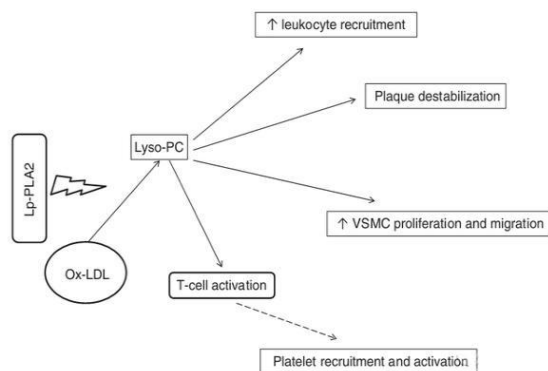 ↑ leukocyte recruitment
Plaque destabilization
Lyso-PC
Lp-PLA2
↑ VSMC proliferation and migration
Ox-LDL
T-cell activation
Platelet recruitment and activation